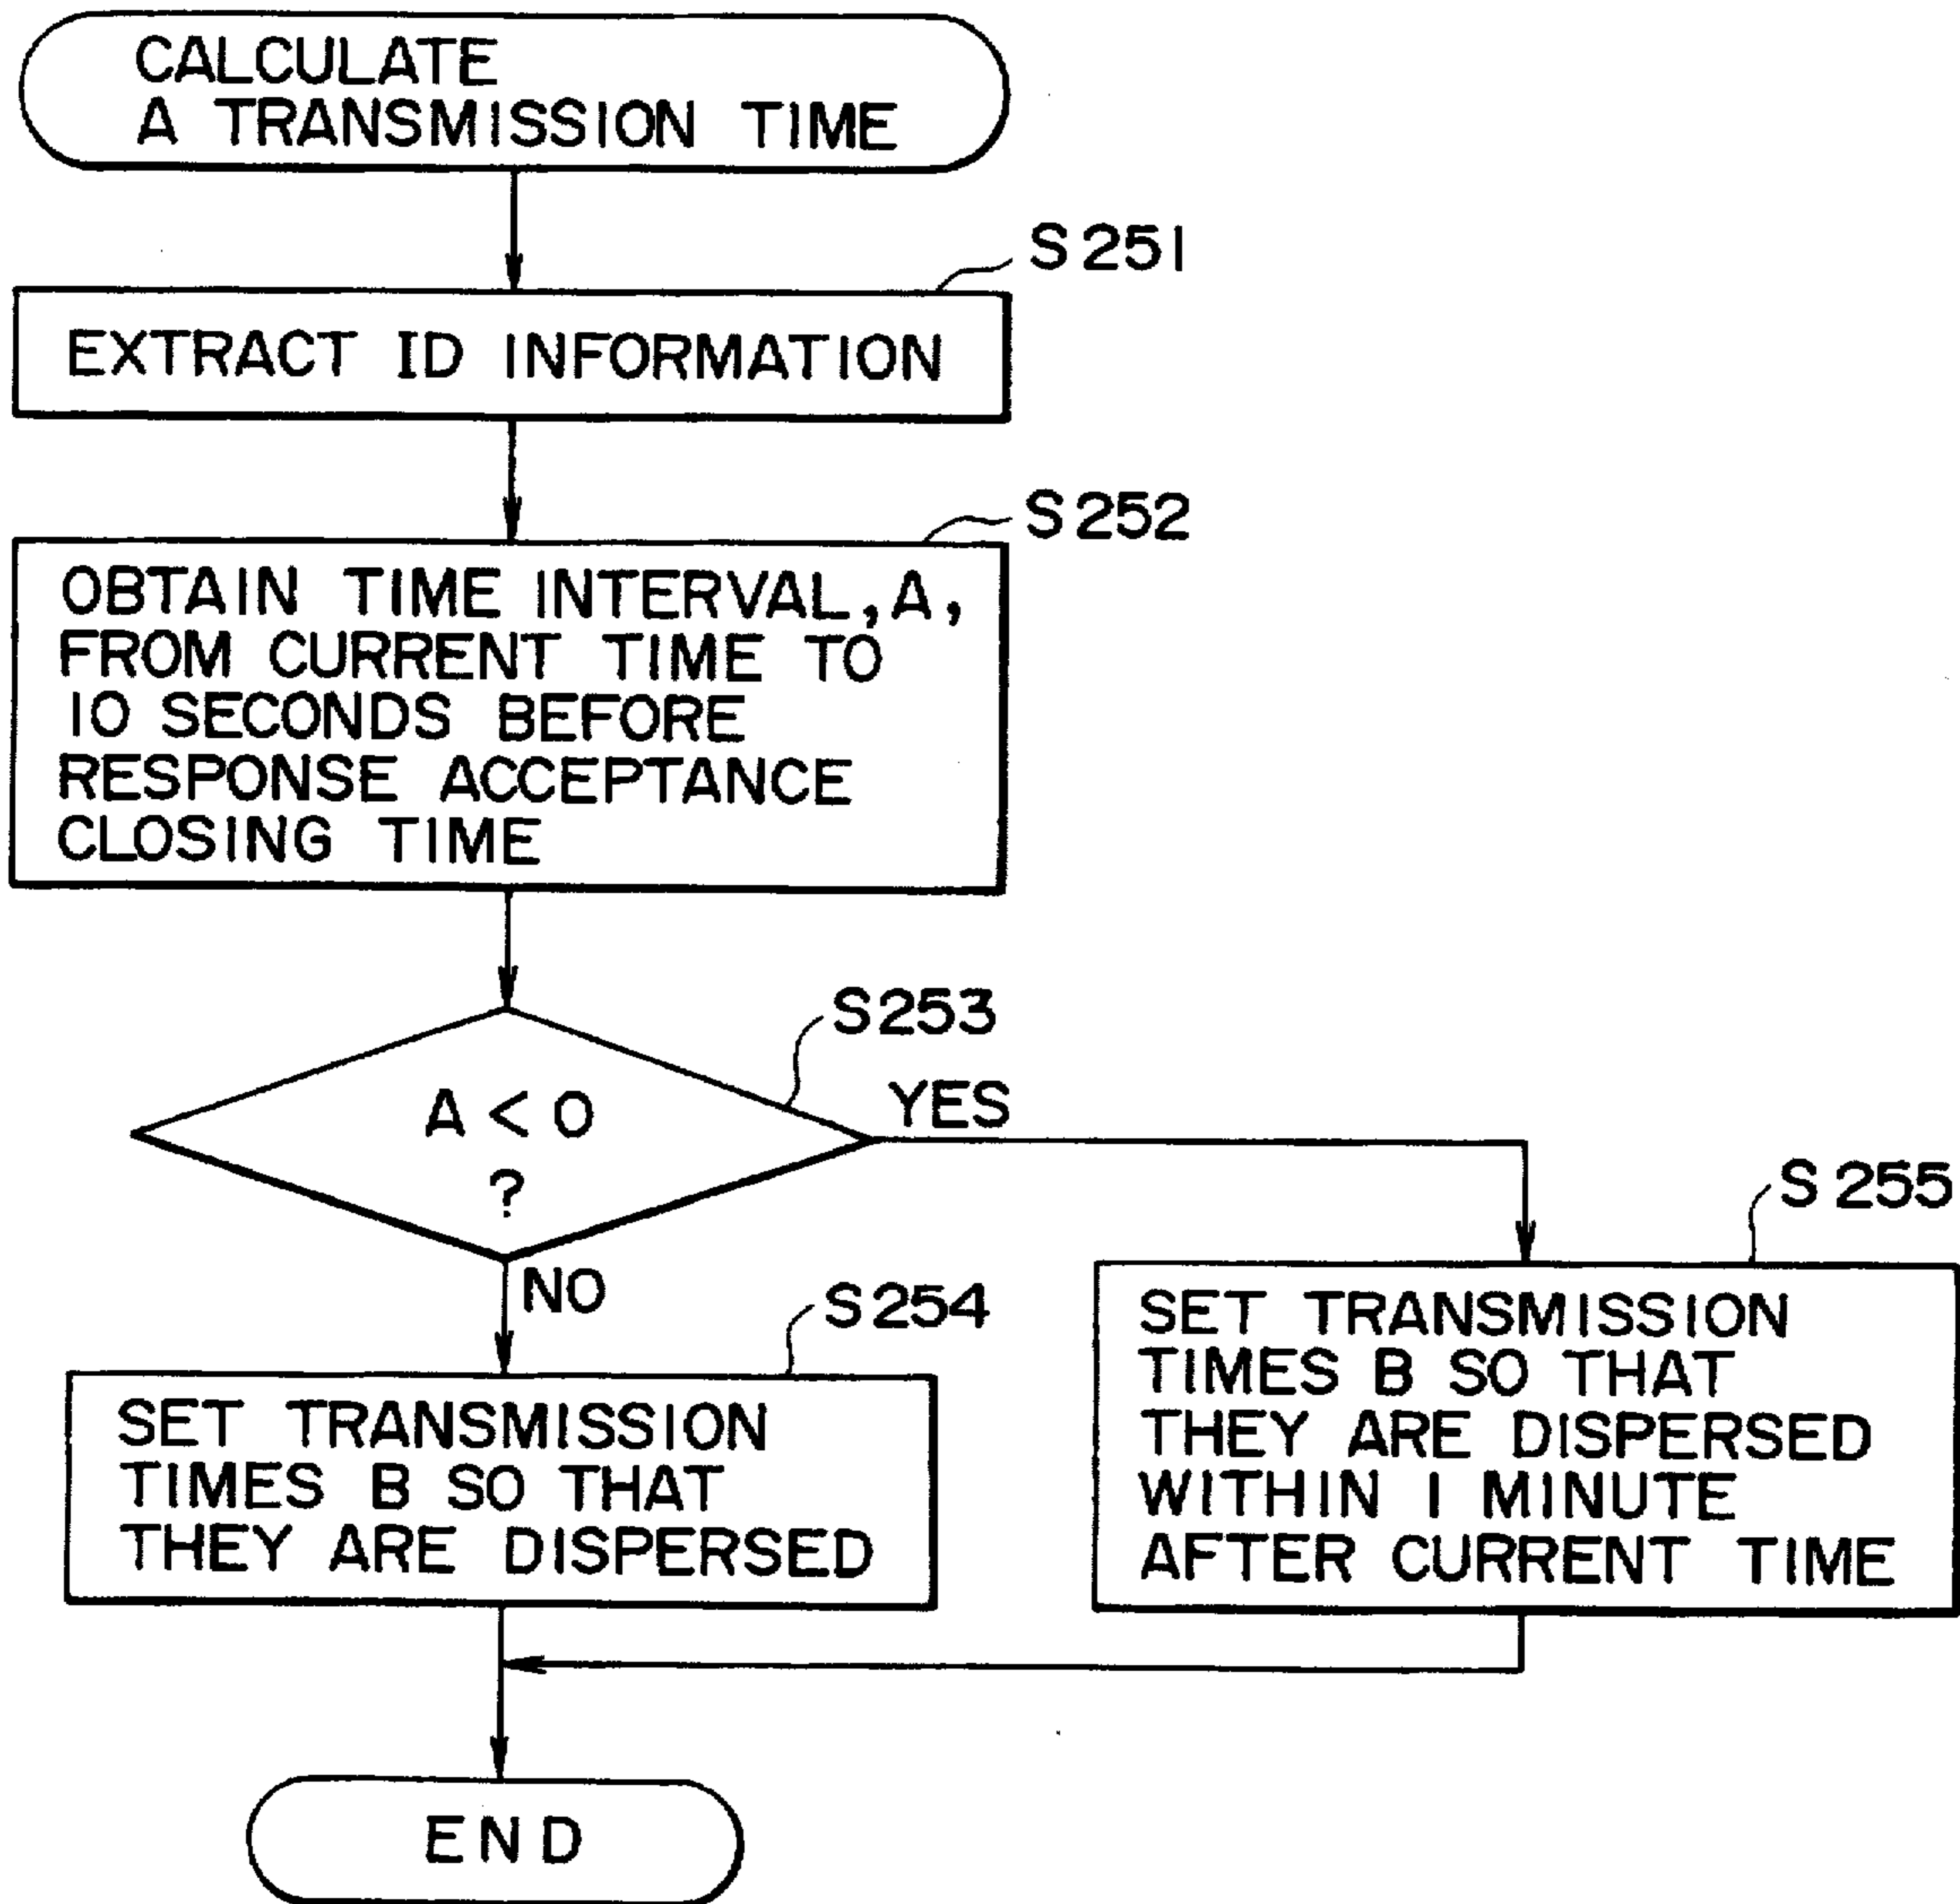 CALCULATE
A TRANSMISSION TIME
S251
EXTRACT ID INFORMATION
S252
OBTAIN TIME INTERVAL, A,
FROM CURRENT TIME TO
10 SECONDS BEFORE
RESPONSE ACCEPTANCE
CLOSING TIME
S253
A < 0
?
YES
NO
S254
SET TRANSMISSION
TIMES B SO THAT
THEY ARE DISPERSED
S255
SET TRANSMISSION
TIMES B SO THAT
THEY ARE DISPERSED
WITHIN 1 MINUTE
AFTER CURRENT TIME
END